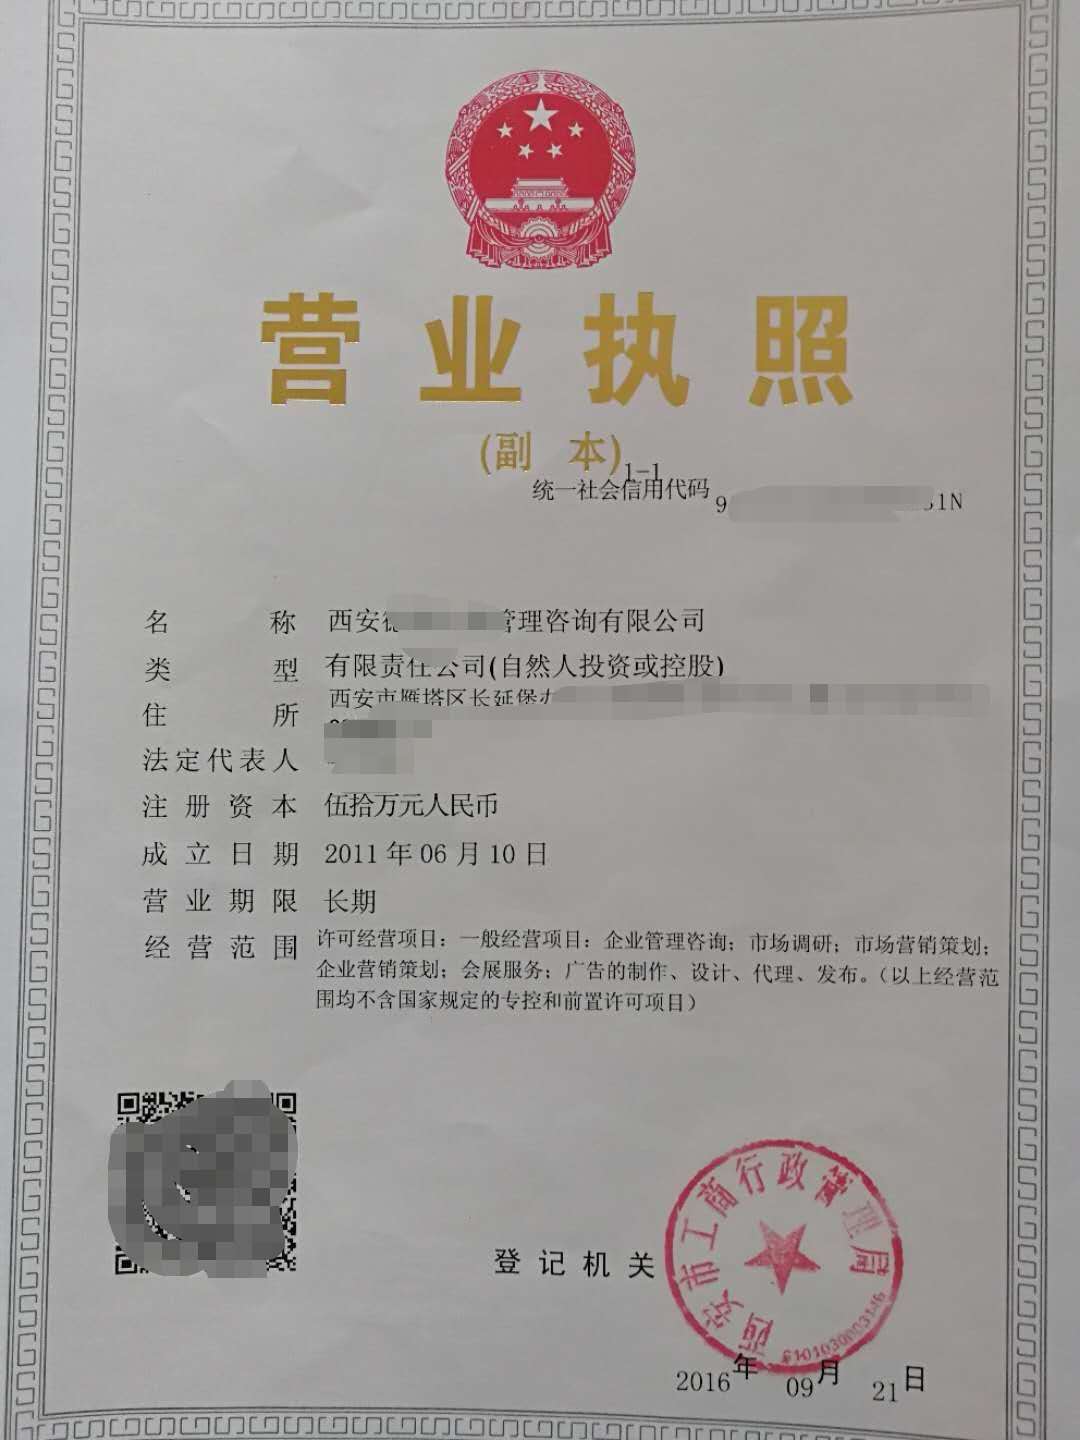 营业执照
(副 本)
1-1
统一社会信用代码 9 31N
名称 西安 管理咨询有限公司
类型 有限责任公司(自然人投资或控股)
住所 西安市雁塔区长延堡
法定代表人
注册资本 伍拾万元人民币
成立日期 2011年06月10日
营业期限 长期
经营范围 许可经营项目：一般经营项目：企业管理咨询；市场调研；市场营销策划；
企业营销策划；会展服务；广告的制作、设计、代理、发布。（以上经营范
围均不含国家规定的专控和前置许可项目）
登记机关
西安市工商行政管理局
6101030003146
2016年 09月 21日